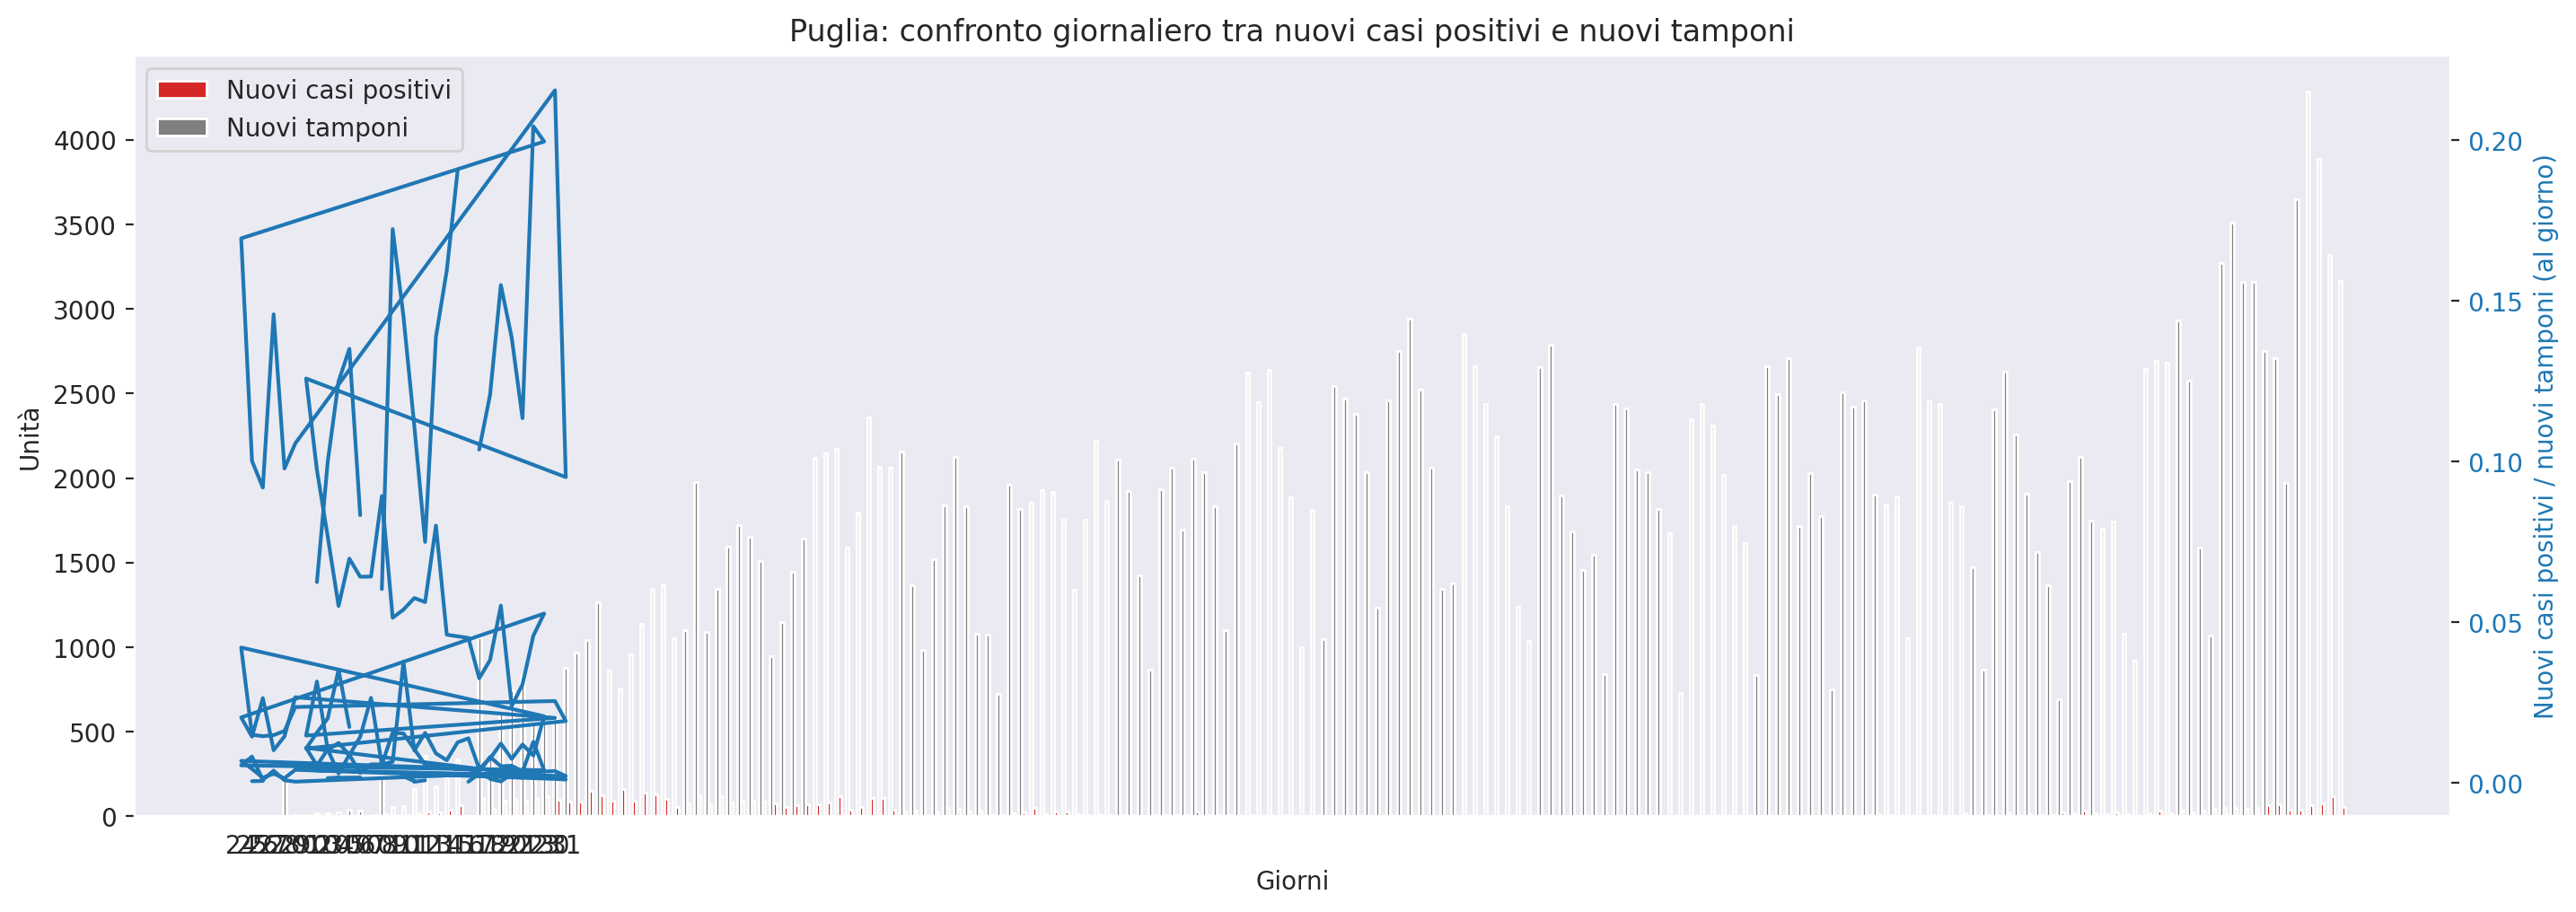 Puglia: confronto giornaliero tra nuovi casi positivi e nuovi tamponi
Nuovi casi positivi
Nuovi tamponi
4000
3500
3000
2500
2000
1500
1000
500
0
Unità
0.20
0.15
0.10
0.05
0.00
Nuovi casi positivi / nuovi tamponi (al giorno)
Giorni